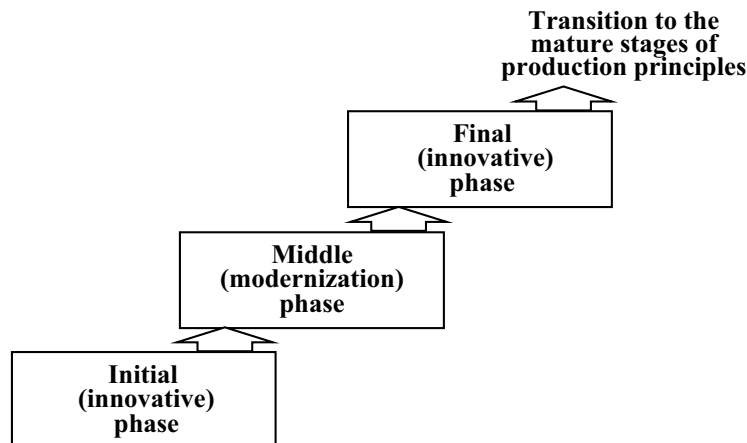 Transition to the
mature stages of
production principles
Final
(innovative)
phase
Middle
(modernization)
phase
Initial
(innovative)
phase